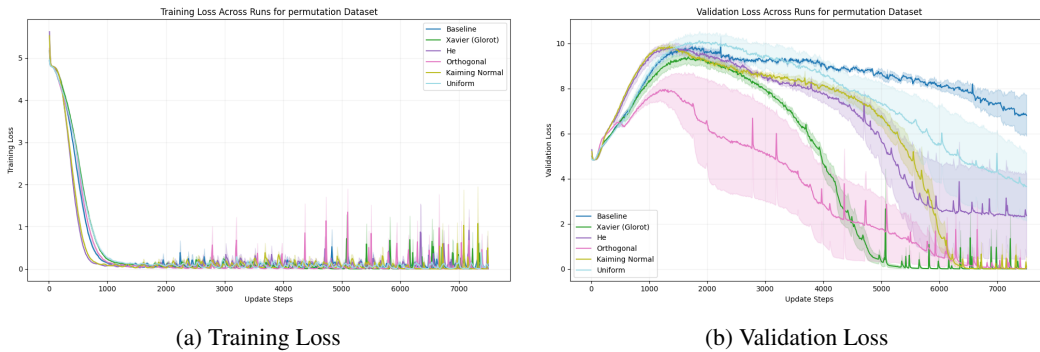 Training Loss Across Runs for permutation Dataset
Baseline
Xavier (Glorot)
He
Orthogonal
Kaiming Normal
Uniform
Training Loss
5
4
3
2
1
0
0
1000
2000
3000
4000
5000
6000
7000
Update Steps
(a) Training Loss
Validation Loss Across Runs for permutation Dataset
Validation Loss
10
8
6
4
2
0
Baseline
Xavier (Glorot)
He
Orthogonal
Kaiming Normal
Uniform
0
1000
2000
3000
4000
5000
6000
7000
Update Steps
(b) Validation Loss